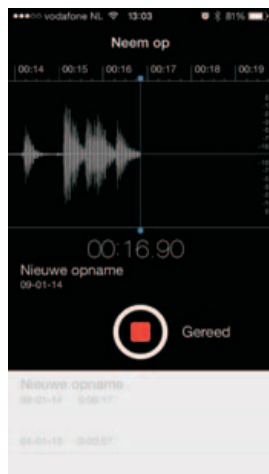 vodafone NL 13:03 81%
Neem op
00:14 00:15 00:16 00:17 00:18 00:19
00:16.90
Nieuwe opname
09-01-14
Gereed
Nieuwe opname
09-01-14 0:00:17